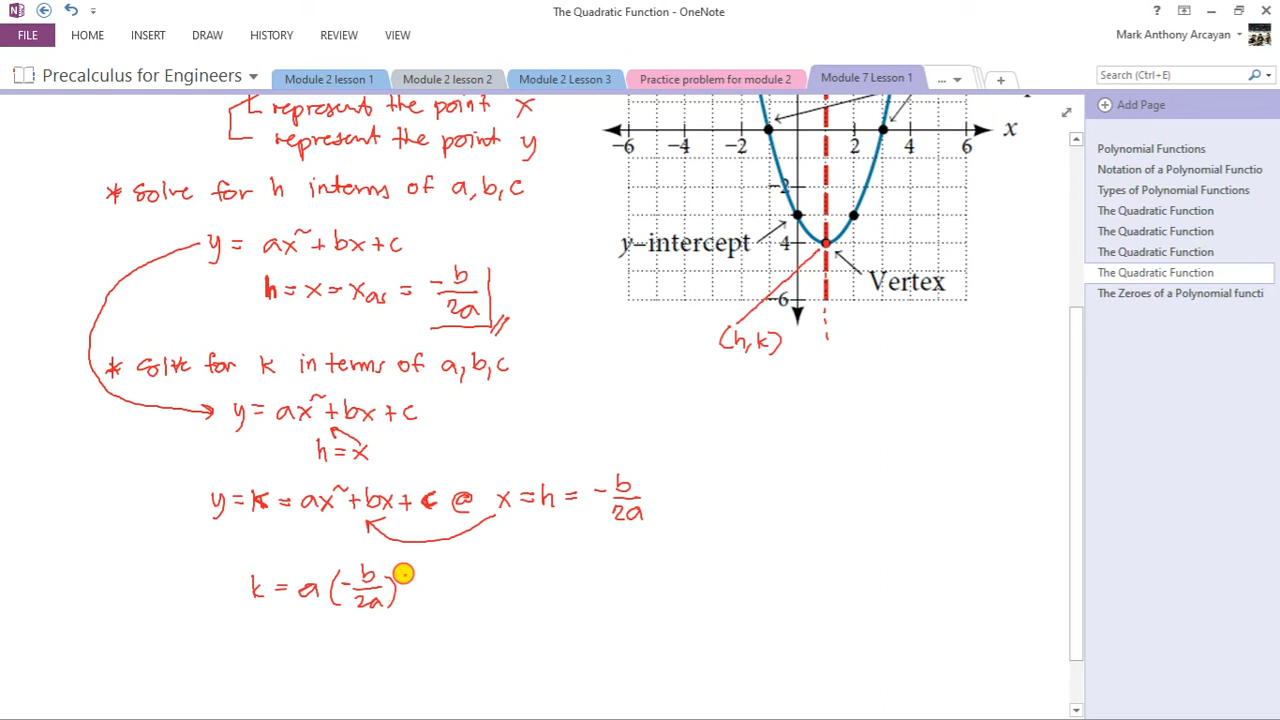 The Quadratic Function - OneNote
FILE HOME INSERT DRAW HISTORY REVIEW VIEW
Mark Anthony Arcayan
Precalculus for Engineers
Module 2 lesson 1
Module 2 lesson 2
Module 2 Lesson 3
Practice problem for module 2
Module 7 Lesson 1
...
Search (Ctrl+E)
Add Page
Polynomial Functions
Notation of a Polynomial Functio
Types of Polynomial Functions
The Quadratic Function
The Quadratic Function
The Quadratic Function
The Quadratic Function
The Zeroes of a Polynomial functi
represent the point x
represent the point y
* solve for h in terms of a, b, c
y = ax² + bx + c
h = x = xas = -b/2a
* solve for k in terms of a, b, c
y = ax² + bx + c
h = x
y = k = ax² + bx + c @ x = h = -b/2a
k = a(-b/2a)
-6 -4 -2 2 4 6 x
-2
y-intercept
4
Vertex
-6
(h, k)